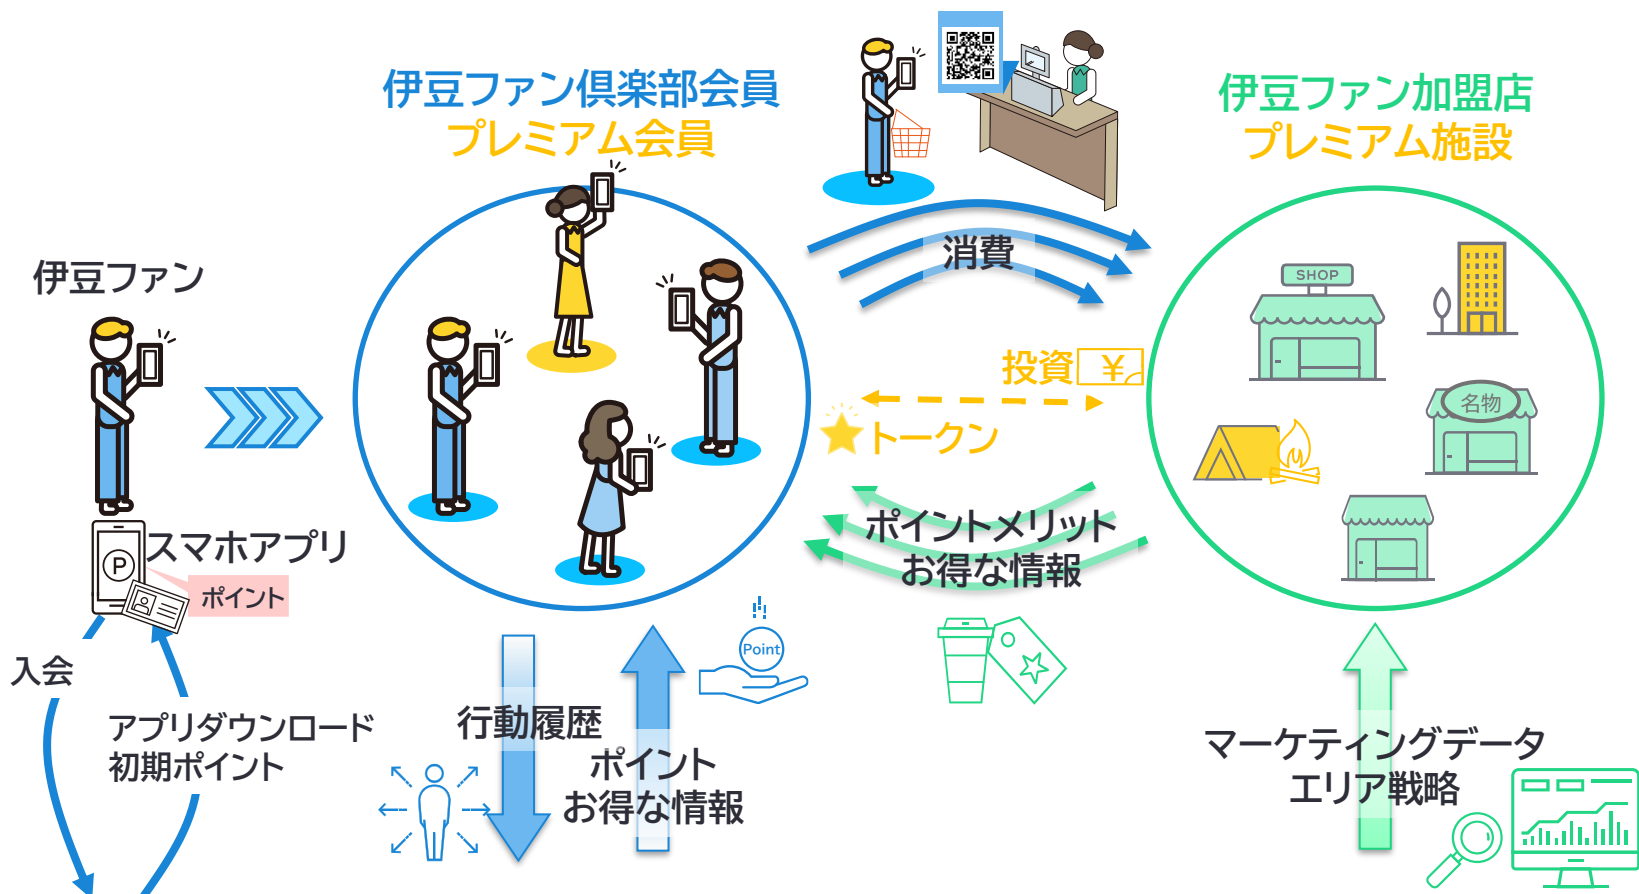 伊豆ファン倶楽部会員
プレミアム会員
伊豆ファン加盟店
プレミアム施設
伊豆ファン
消費
SHOP
投資 ¥
名物
トークン
P
スマホアプリ
ポイント
ポイントメリット
お得な情報
入会
アプリダウンロード
初期ポイント
行動履歴
Point
ポイント
お得な情報
マーケティングデータ
エリア戦略